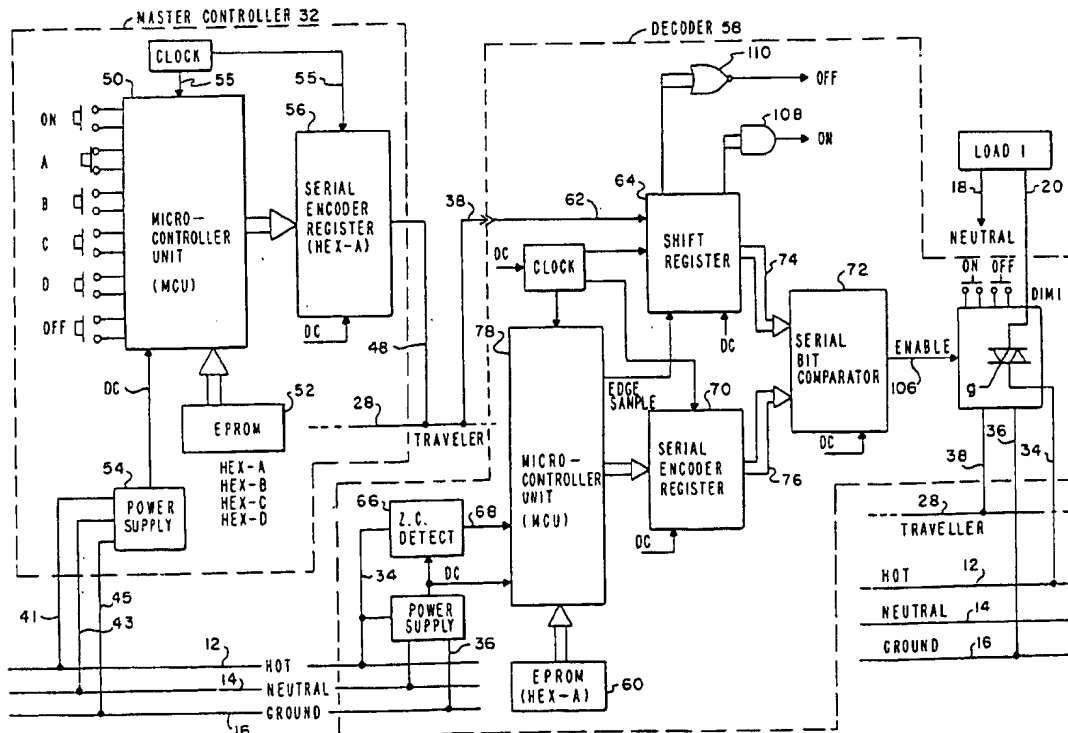 MASTER CONTROLLER 32
CLOCK
50
55
55
ON
A
B
C
D
OFF
MICRO-
CONTROLLER
UNIT
(MCU)
56
SERIAL
ENCODER
REGISTER
(HEX-A)
DC
48
DC
52
EPROM
HEX-A
HEX-B
HEX-C
HEX-D
54
POWER
SUPPLY
28
TRAVELER
41
43
45
12
HOT
14
NEUTRAL
GROUND
16
DECODER 58
110
OFF
108
ON
38
62
64
SHIFT
REGISTER
DC
CLOCK
DC
74
78
MICRO-
CONTROLLER
UNIT
(MCU)
EDGE
SAMPLE
70
SERIAL
ENCODER
REGISTER
DC
76
72
SERIAL
BIT
COMPARATOR
DC
ENABLE
106
66
Z.C.
DETECT
68
34
DC
POWER
SUPPLY
36
EPROM
(HEX-A)
60
LOAD 1
18
20
NEUTRAL
ON OFF
DIM1
g
38
36
34
28
TRAVELLER
HOT
12
NEUTRAL
14
GROUND
16